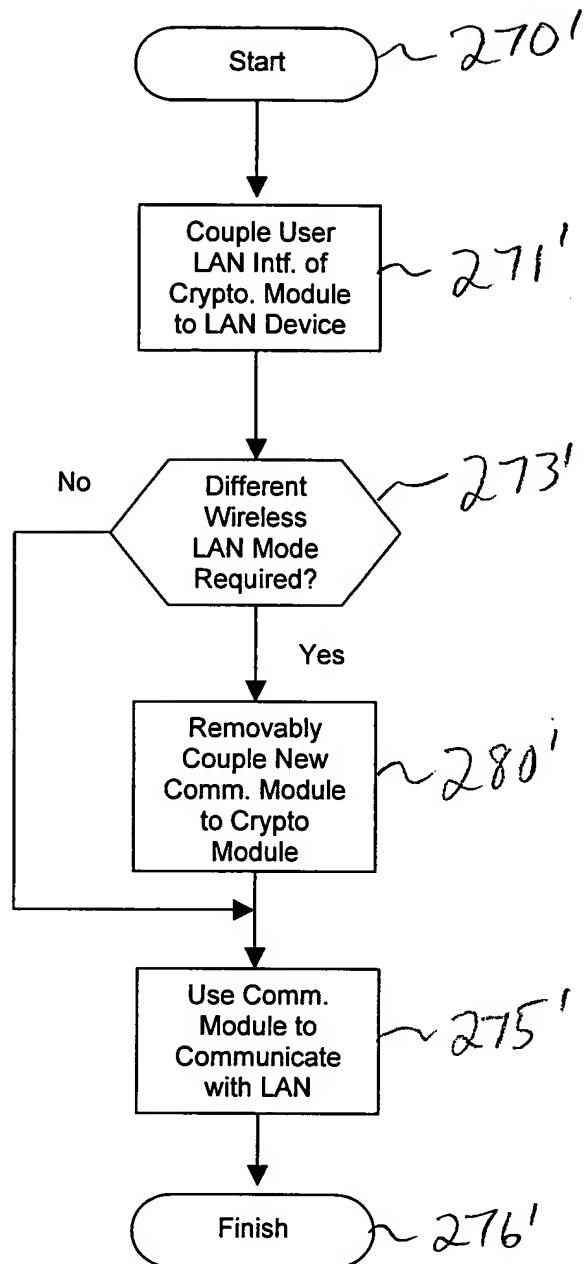 Start
270'
Couple User
LAN Intf. of
Crypto. Module
to LAN Device
271'
No
Different
Wireless
LAN Mode
Required?
273'
Yes
Removably
Couple New
Comm. Module
to Crypto
Module
280'
Use Comm.
Module to
Communicate
with LAN
275'
Finish
276'